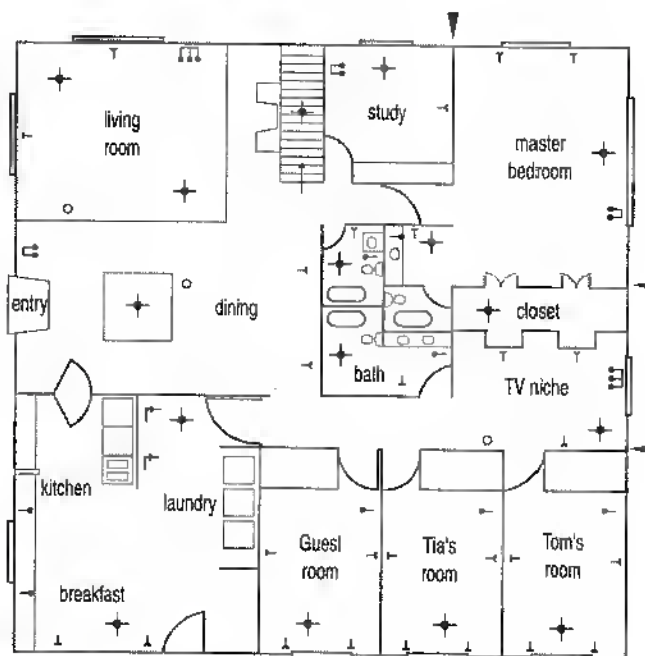 living
room
study
master
bedroom
entry
dining
closet
bath
TV niche
kitchen
laundry
Guest
room
Tia's
room
Tom's
room
breakfast